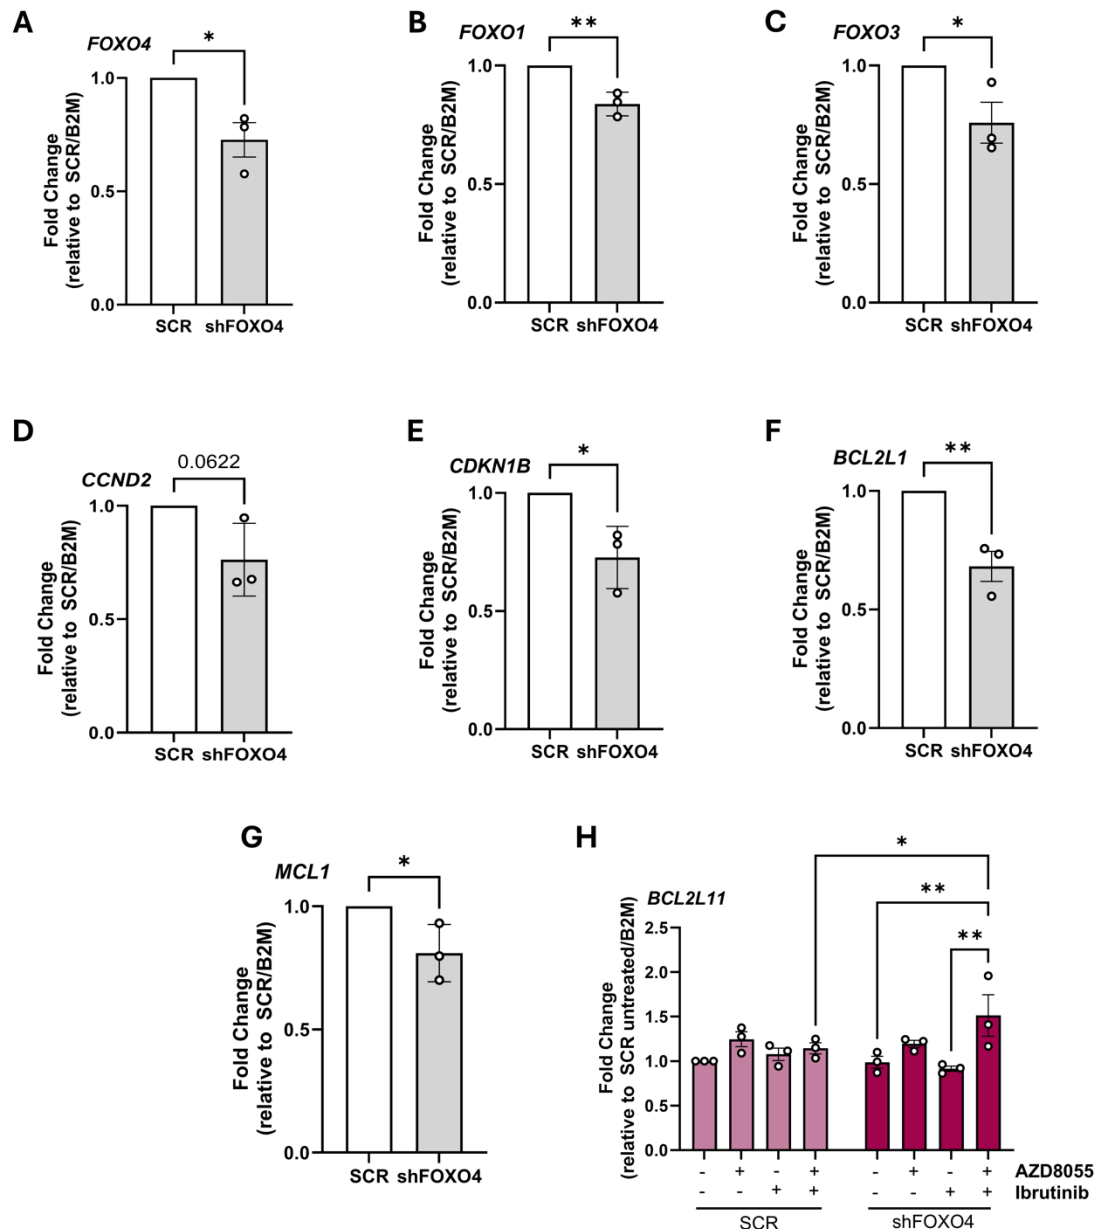 A
FOXO4
*
Fold Change
(relative to SCR/B2M)
1.0
0.5
0.0
SCR shFOXO4
B
FOXO1
**
Fold Change
(relative to SCR/B2M)
1.0
0.5
0.0
SCR shFOXO4
C
FOXO3
*
Fold Change
(relative to SCR/B2M)
1.0
0.5
0.0
SCR shFOXO4
D
CCND2
0.0622
Fold Change
(relative to SCR/B2M)
1.0
0.5
0.0
SCR shFOXO4
E
CDKN1B
*
Fold Change
(relative to SCR/B2M)
1.0
0.5
0.0
SCR shFOXO4
F
BCL2L1
**
Fold Change
(relative to SCR/B2M)
1.0
0.5
0.0
SCR shFOXO4
G
MCL1
*
Fold Change
(relative to SCR/B2M)
1.0
0.5
0.0
SCR shFOXO4
H
BCL2L11
*
**
**
Fold Change
(relative to SCR untreated/B2M)
2.5
2.0
1.5
1.0
0.5
0.0
- + - + - + - + AZD8055
- - + + - - + + Ibrutinib
SCR shFOXO4